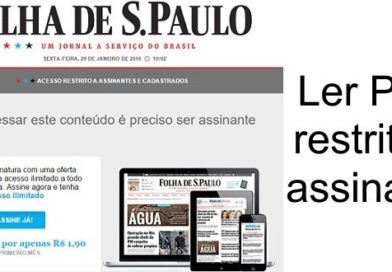 LHA DE S.PAULO
★ ★ ★ UM JORNAL A SERVIÇO DO BRASIL
SEXTA-FEIRA, 29 DE JANEIRO DE 2016 10:02
ACESSO RESTRITO A ASSINANTES E CADASTRADOS
essar este conteúdo é preciso ser assinante
natura com uma oferta
acesso ilimitado a todo
. Assine agora e tenha
sso ilimitado
SSINE JÁ!
por apenas R$ 1,90
PRIMEIRO MÊS
FOLHA DE S.PAULO
ÁGUA
Ler P
restrit
assina